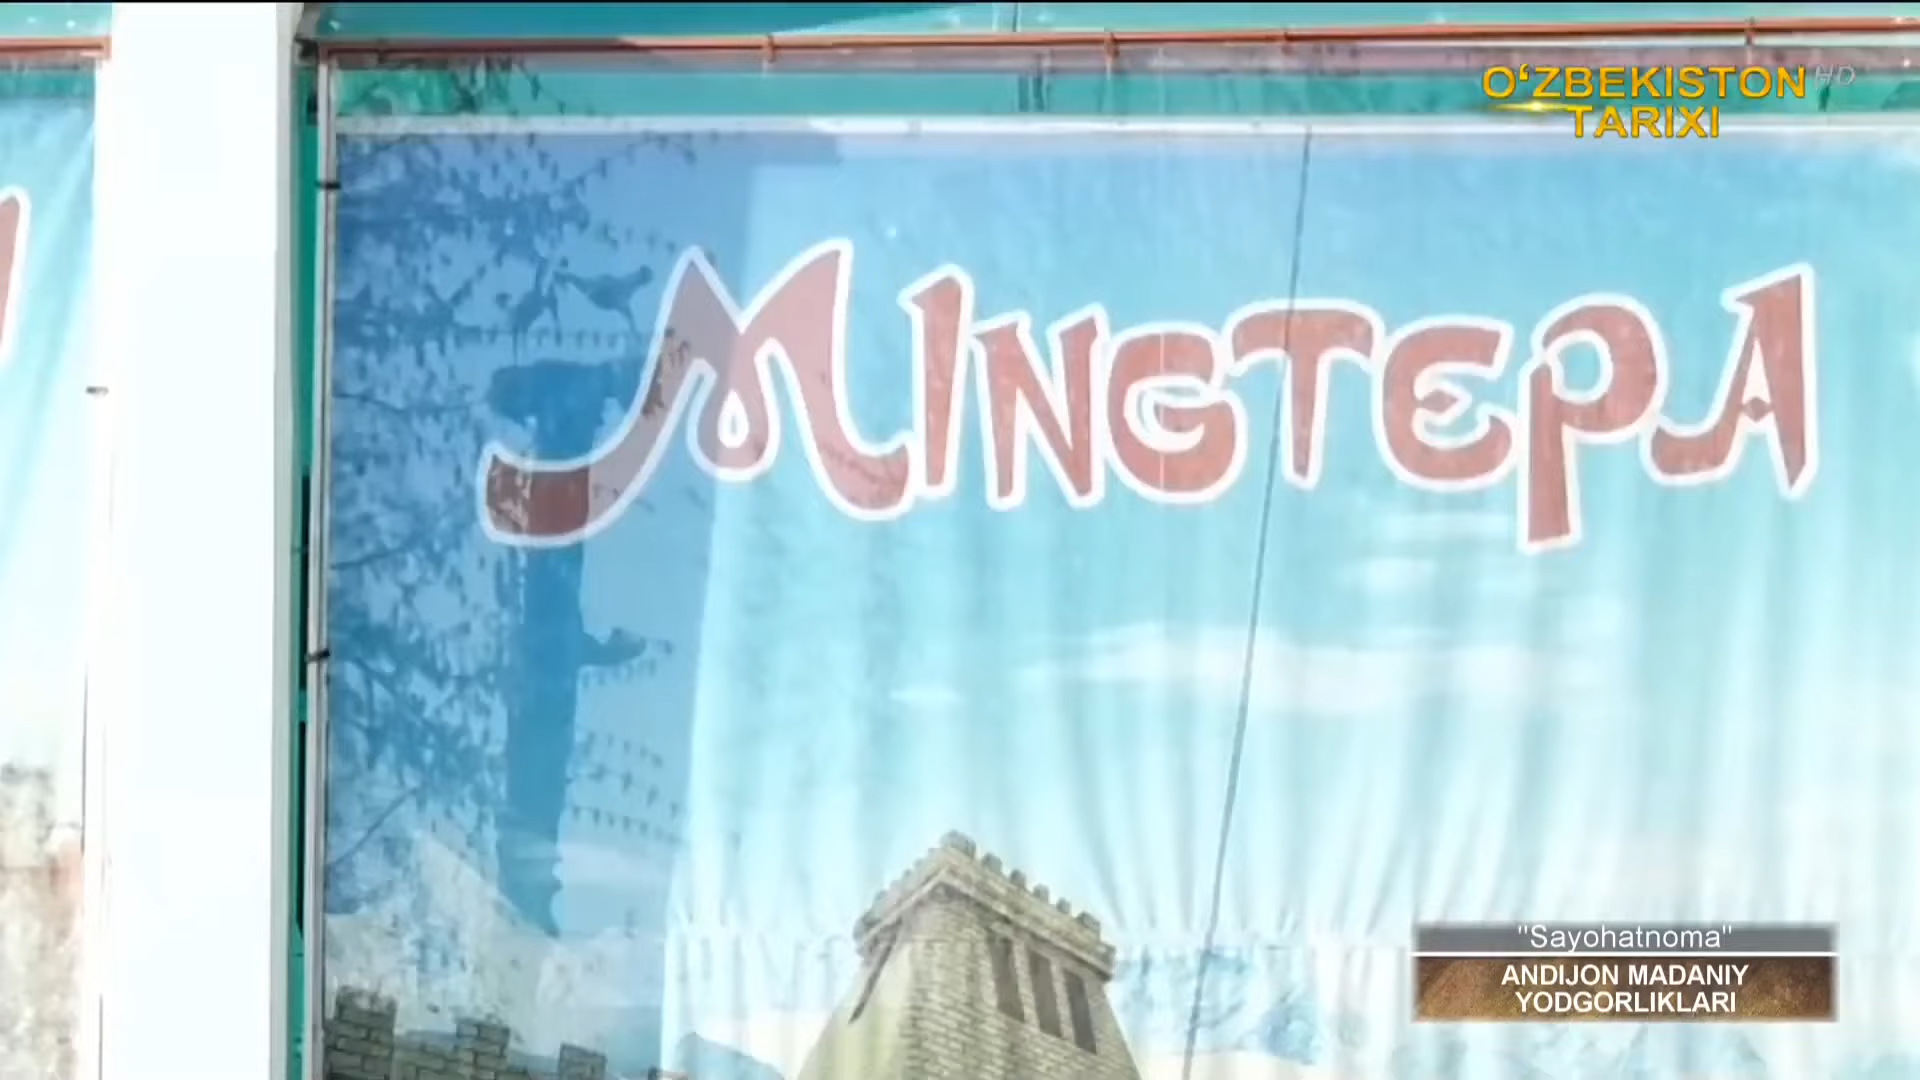 O‘ZBEKISTON HD
TARIXI
MINGTEPA
"Sayohatnoma"
ANDIJON MADANIY
YODGORLIKLARI